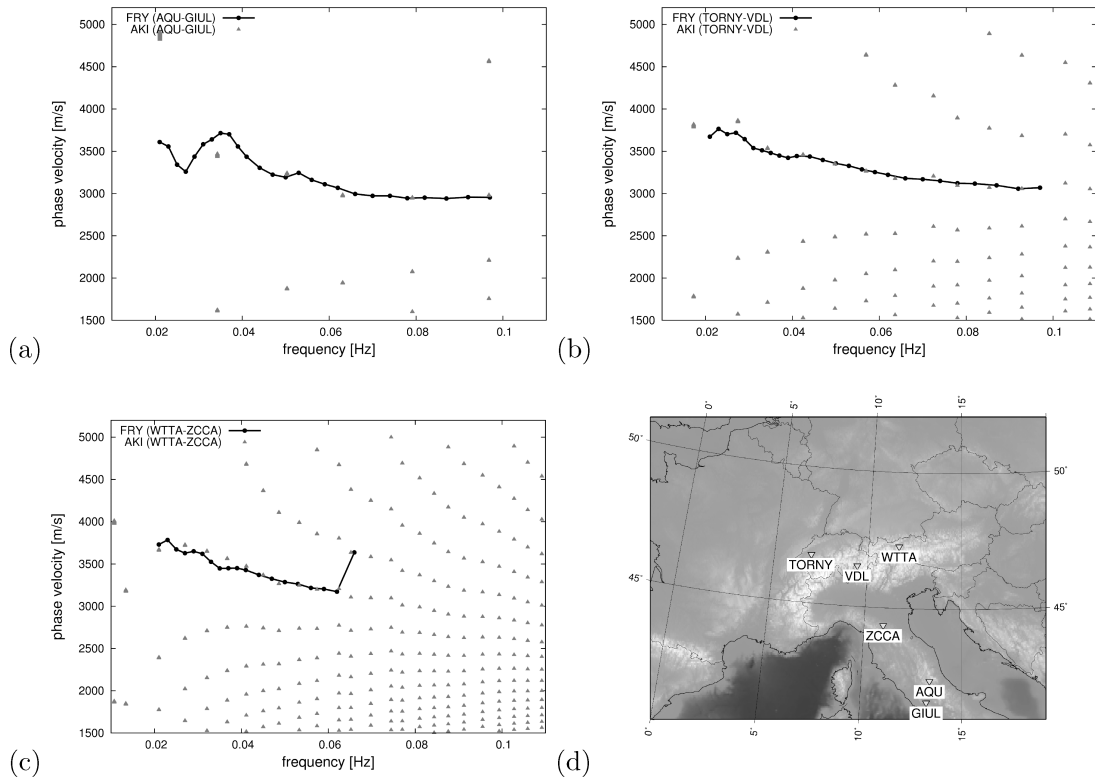 FRY (AQU-GIUL)
AKI (AQU-GIUL)
5000
4500
4000
3500
3000
2500
2000
1500
phase velocity [m/s]
0.02 0.04 0.06 0.08 0.1
frequency [Hz]
(a)
FRY (TORNY-VDL)
AKI (TORNY-VDL)
5000
4500
4000
3500
3000
2500
2000
1500
phase velocity [m/s]
0.02 0.04 0.06 0.08 0.1
frequency [Hz]
(b)
FRY (WTTA-ZCCA)
AKI (WTTA-ZCCA)
5000
4500
4000
3500
3000
2500
2000
1500
phase velocity [m/s]
0.02 0.04 0.06 0.08 0.1
frequency [Hz]
(c)
0° 5° 10° 15°
50° 50°
TORNY
WTTA
VDL
45° 45°
ZCCA
AQU
GIUL
0° 5° 10° 15°
(d)